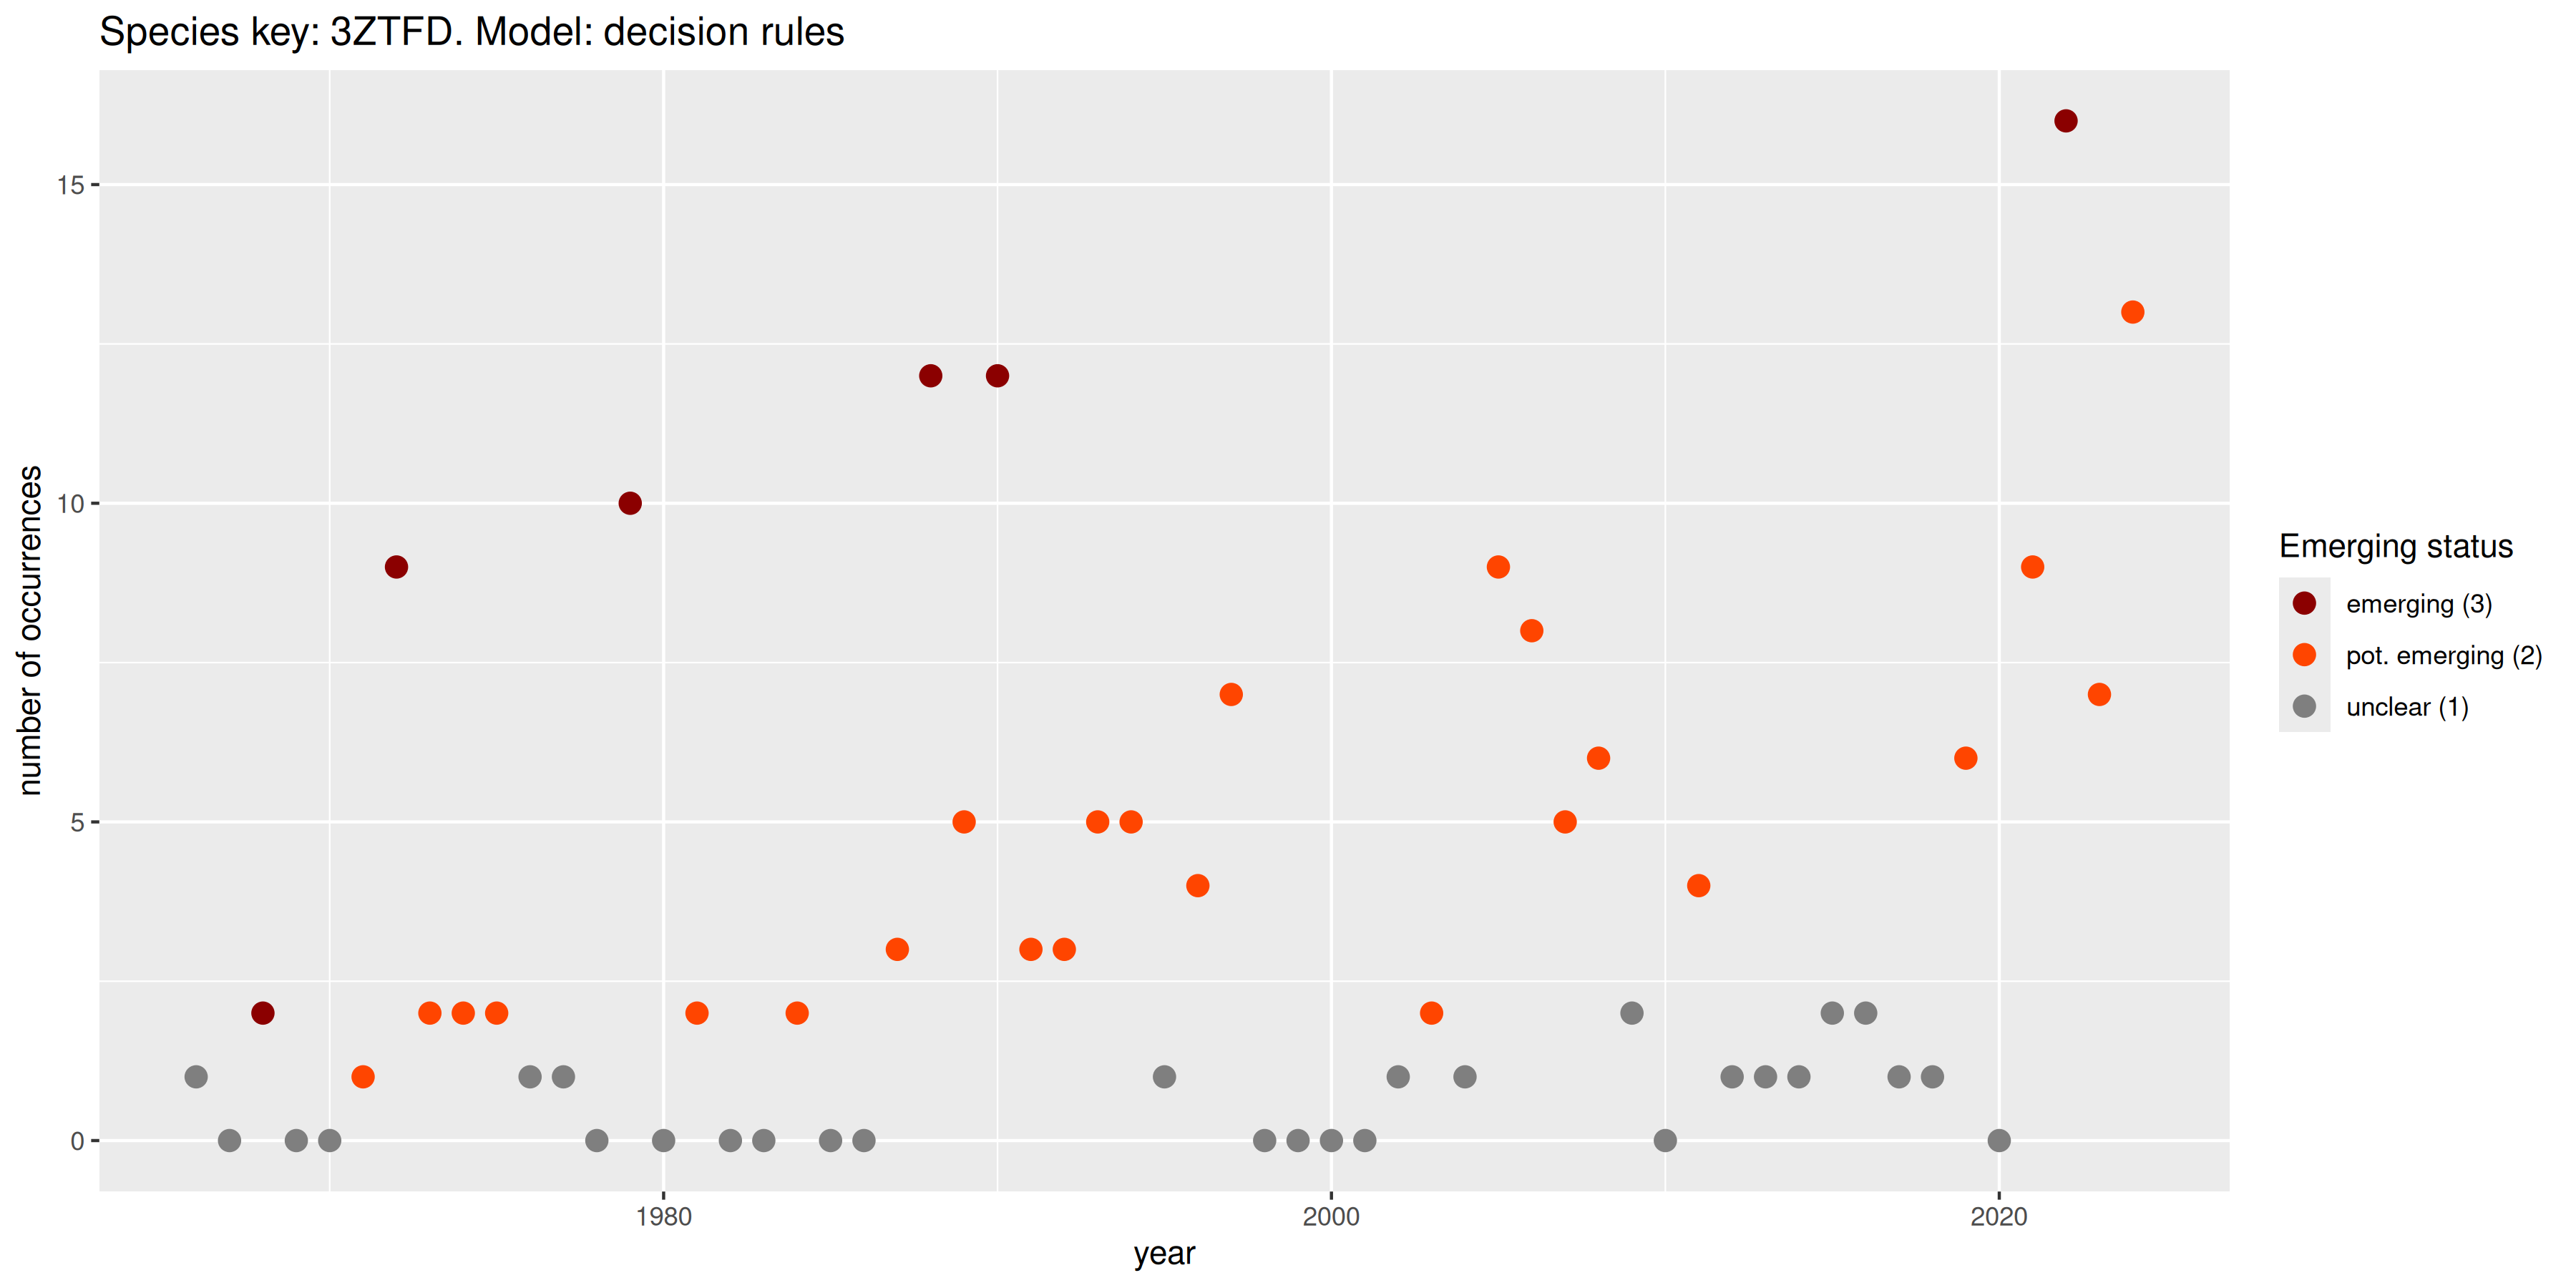 Species key: 3ZTFD. Model: decision rules
15
10
5
0
number of occurrences
1980
2000
2020
year
Emerging status
emerging (3)
pot. emerging (2)
unclear (1)